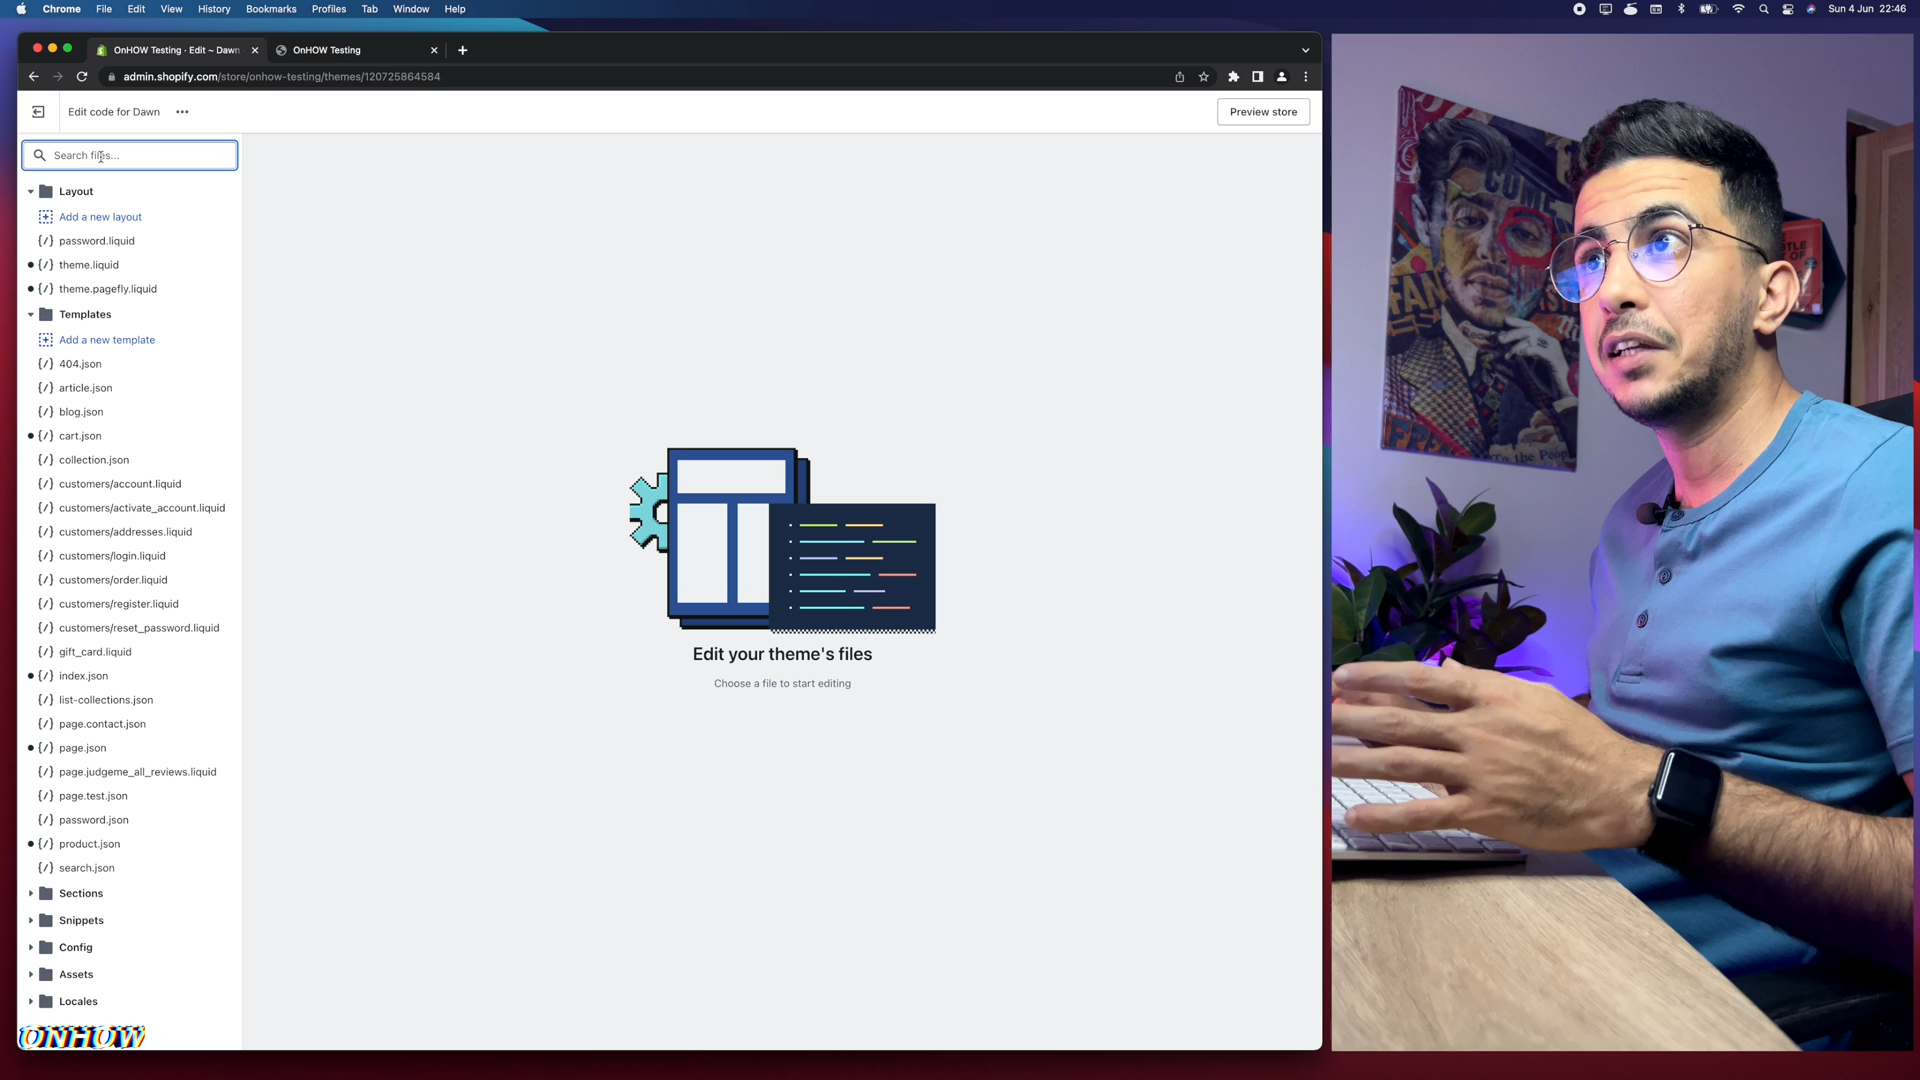 Chrome File Edit View History Bookmarks Profiles Tab Window Help
Sun 4 Jun 22:46
OnHOW Testing · Edit ~ Dawn
OnHOW Testing
admin.shopify.com/store/onhow-testing/themes/120725864584
Edit code for Dawn
Preview store
Search files...
Layout
Add a new layout
{/} password.liquid
{/} theme.liquid
{/} theme.pagefly.liquid
Templates
Add a new template
{/} 404.json
{/} article.json
{/} blog.json
{/} cart.json
{/} collection.json
{/} customers/account.liquid
{/} customers/activate_account.liquid
{/} customers/addresses.liquid
{/} customers/login.liquid
{/} customers/order.liquid
{/} customers/register.liquid
{/} customers/reset_password.liquid
{/} gift_card.liquid
{/} index.json
{/} list-collections.json
{/} page.contact.json
{/} page.json
{/} page.judgeme_all_reviews.liquid
{/} page.test.json
{/} password.json
{/} product.json
{/} search.json
Sections
Snippets
Config
Assets
Locales
Edit your theme's files
Choose a file to start editing
ONHOW
to the Peop